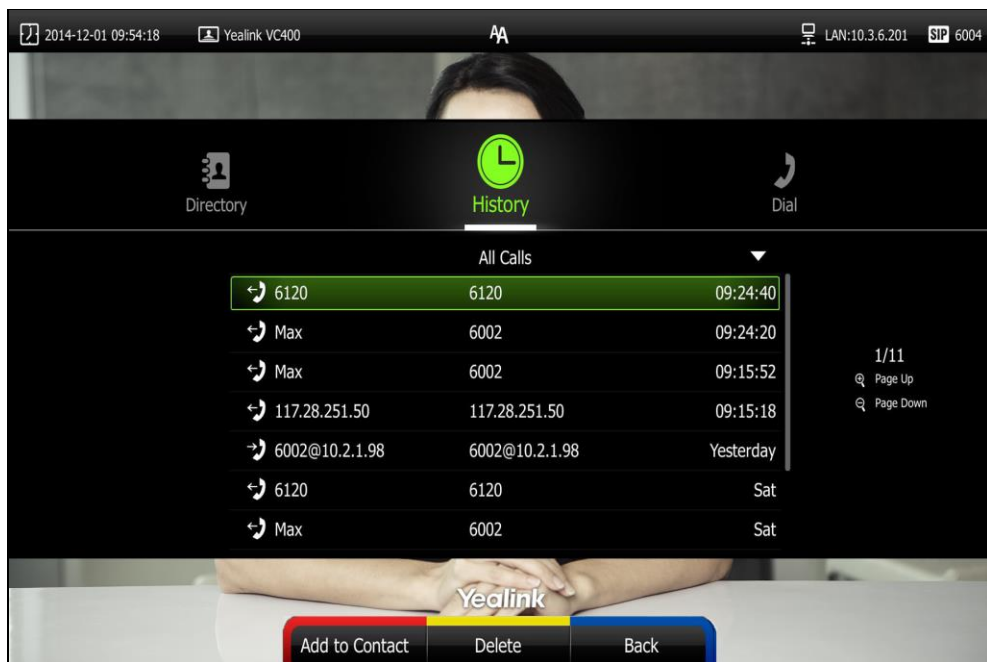 2014-12-01 09:54:18 Yealink VC400 AA LAN:10.3.6.201 SIP 6004
Directory History Dial
All Calls
6120 6120 09:24:40
Max 6002 09:24:20
Max 6002 09:15:52
117.28.251.50 117.28.251.50 09:15:18
6002@10.2.1.98 6002@10.2.1.98 Yesterday
6120 6120 Sat
Max 6002 Sat
1/11
Page Up
Page Down
Yealink
Add to Contact Delete Back